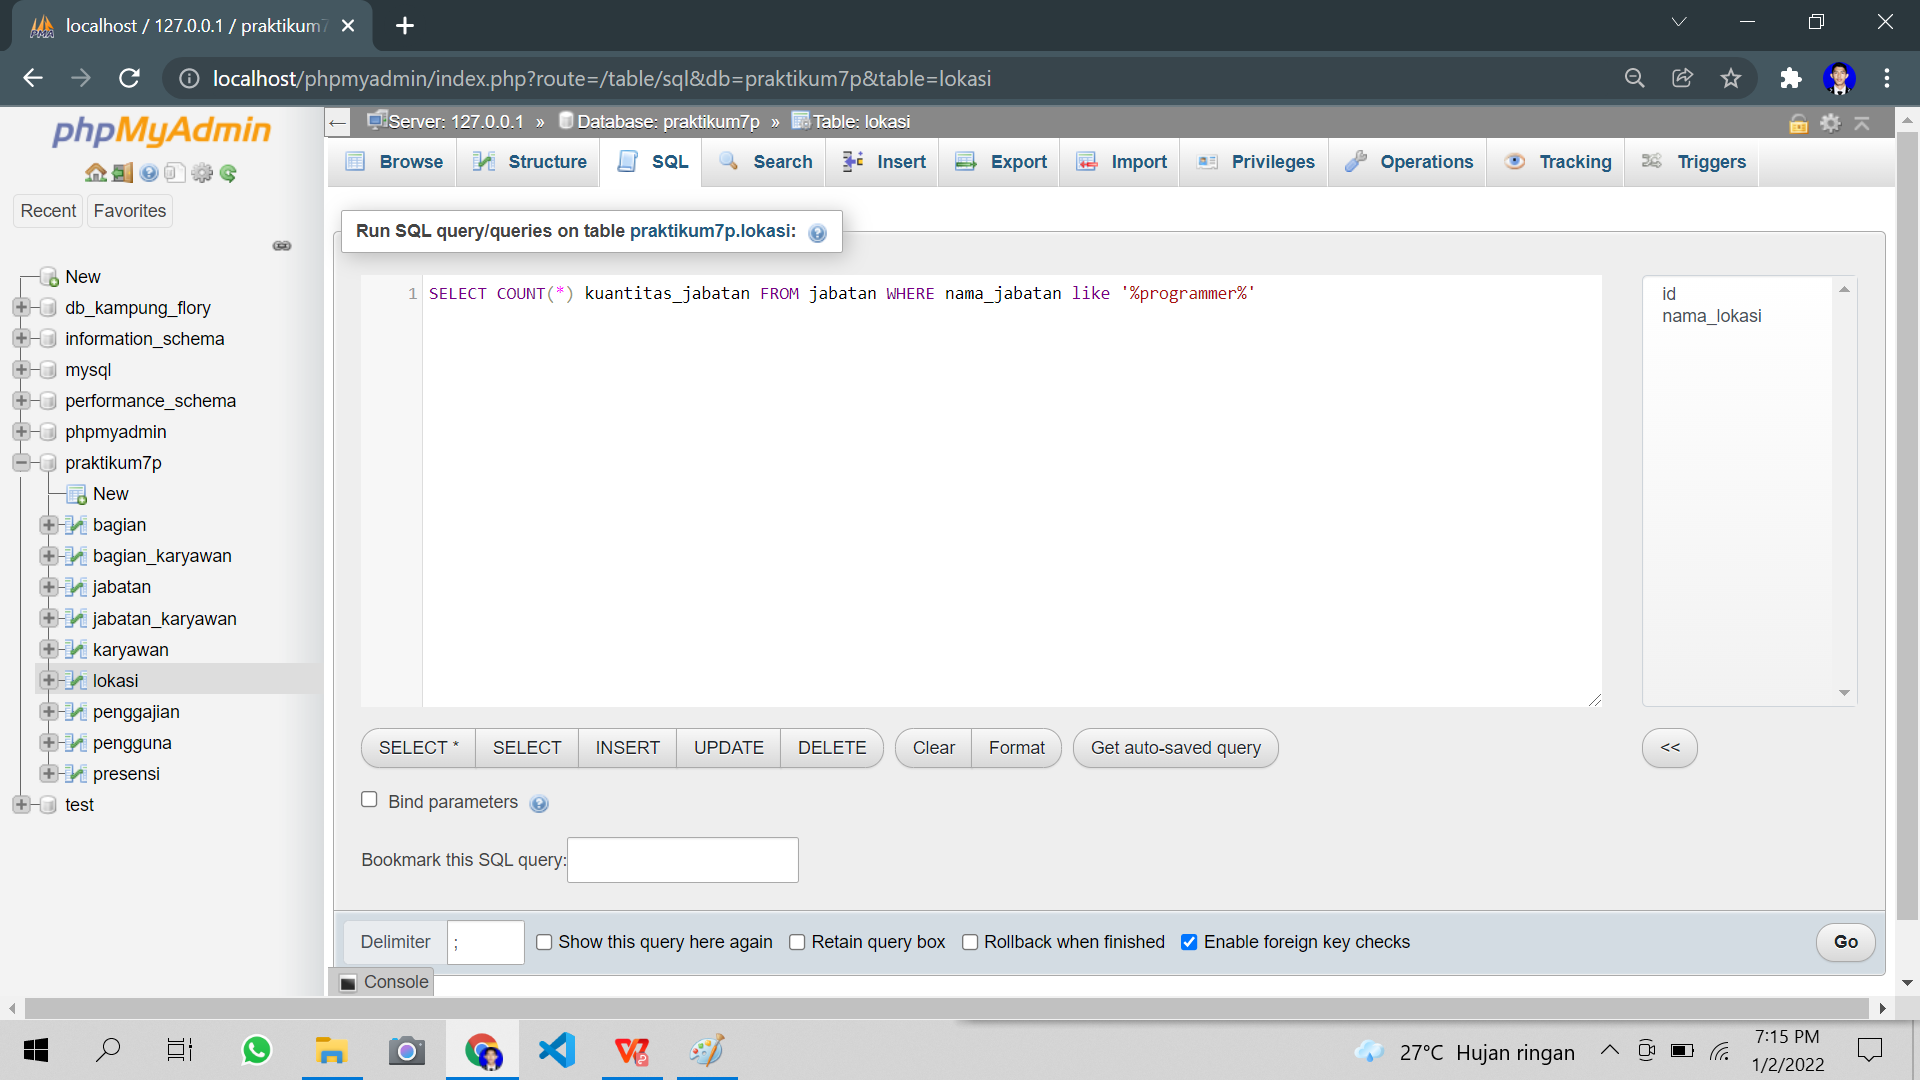 localhost / 127.0.0.1 / praktikum7
localhost/phpmyadmin/index.php?route=/table/sql&db=praktikum7p&table=lokasi
phpMyAdmin
Recent
Favorites
New
db_kampung_flory
information_schema
mysql
performance_schema
phpmyadmin
praktikum7p
New
bagian
bagian_karyawan
jabatan
jabatan_karyawan
karyawan
lokasi
penggajian
pengguna
presensi
test
Server: 127.0.0.1 » Database: praktikum7p » Table: lokasi
Browse
Structure
SQL
Search
Insert
Export
Import
Privileges
Operations
Tracking
Triggers
Run SQL query/queries on table praktikum7p.lokasi:
1 SELECT COUNT(*) kuantitas_jabatan FROM jabatan WHERE nama_jabatan like '%programmer%'
id
nama_lokasi
SELECT *
SELECT
INSERT
UPDATE
DELETE
Clear
Format
Get auto-saved query
<<
Bind parameters
Bookmark this SQL query:
Delimiter ;
Show this query here again
Retain query box
Rollback when finished
Enable foreign key checks
Go
Console
27°C Hujan ringan
7:15 PM
1/2/2022